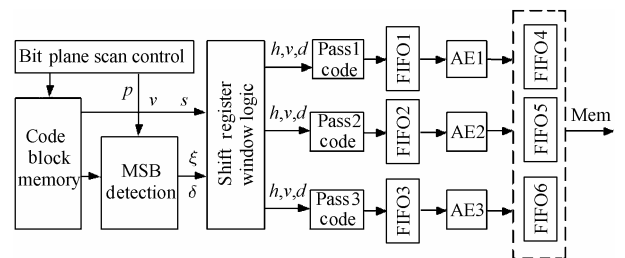 Bit plane scan control
p
v
s
Code
block
memory
MSB
detection
ξ
δ
Shift register
window logic
h,v,d
Pass1
code
FIFO1
AE1
FIFO4
h,v,d
Pass2
code
FIFO2
AE2
FIFO5
Mem
h,v,d
Pass3
code
FIFO3
AE3
FIFO6